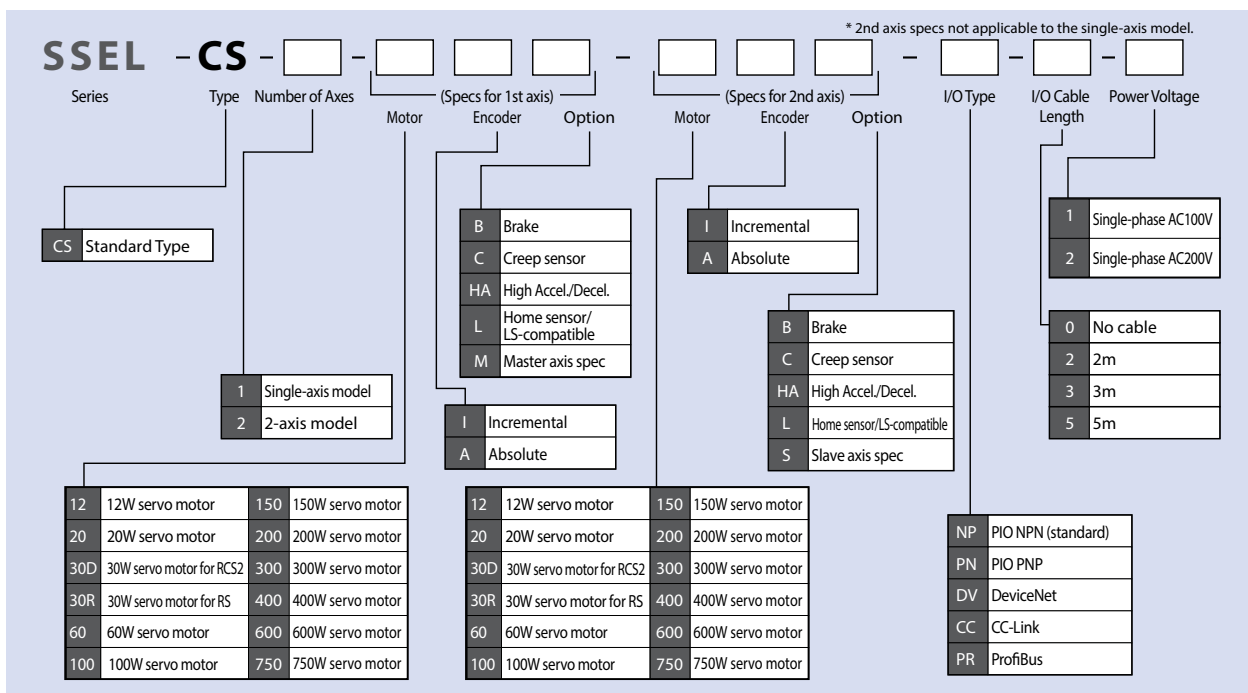 * 2nd axis specs not applicable to the single-axis model.
SSEL – CS – – – – – –
Series Type Number of Axes (Specs for 1st axis) (Specs for 2nd axis) I/O Type I/O Cable Length Power Voltage
Motor Encoder Option Motor Encoder Option
CS Standard Type
1 Single-axis model
2 2-axis model
B Brake
C Creep sensor
HA High Accel./Decel.
L Home sensor/
LS-compatible
M Master axis spec
I Incremental
A Absolute
I Incremental
A Absolute
B Brake
C Creep sensor
HA High Accel./Decel.
L Home sensor/LS-compatible
S Slave axis spec
1 Single-phase AC100V
2 Single-phase AC200V
0 No cable
2 2m
3 3m
5 5m
12 12W servo motor 150 150W servo motor
20 20W servo motor 200 200W servo motor
30D 30W servo motor for RCS2 300 300W servo motor
30R 30W servo motor for RS 400 400W servo motor
60 60W servo motor 600 600W servo motor
100 100W servo motor 750 750W servo motor
12 12W servo motor 150 150W servo motor
20 20W servo motor 200 200W servo motor
30D 30W servo motor for RCS2 300 300W servo motor
30R 30W servo motor for RS 400 400W servo motor
60 60W servo motor 600 600W servo motor
100 100W servo motor 750 750W servo motor
NP PIO NPN (standard)
PN PIO PNP
DV DeviceNet
CC CC-Link
PR ProfiBus